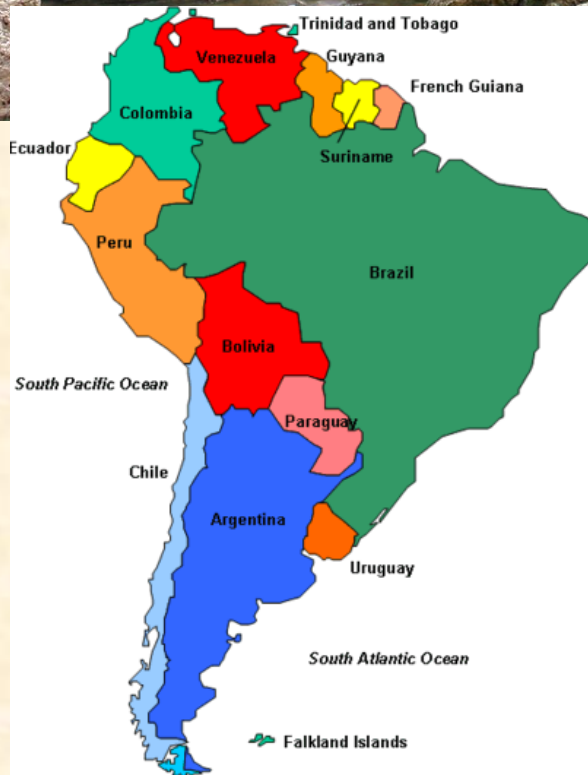 Trinidad and Tobago
Venezuela
Guyana
French Guiana
Colombia
Ecuador
Suriname
Peru
Brazil
Bolivia
South Pacific Ocean
Paraguay
Chile
Argentina
Uruguay
South Atlantic Ocean
Falkland Islands